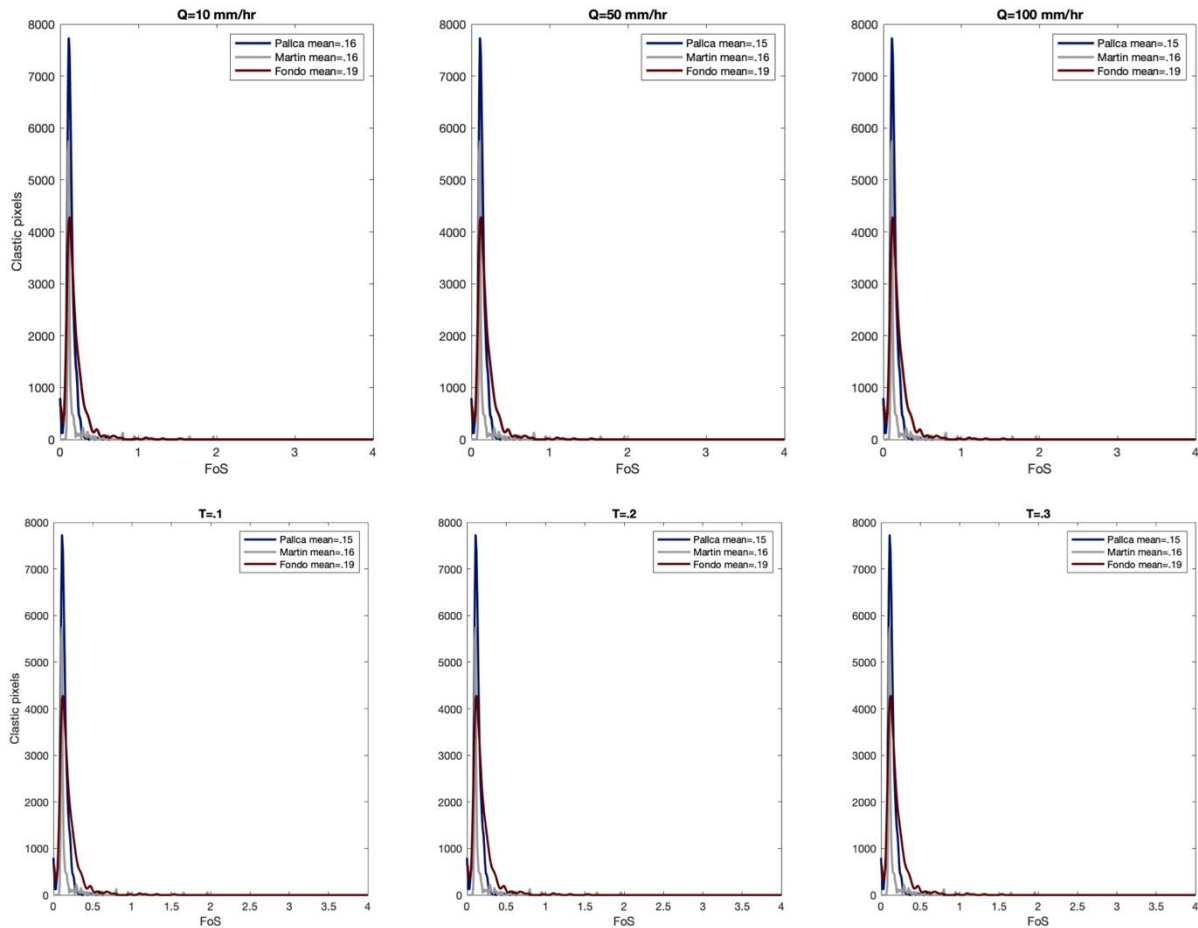 Q=10 mm/hr
Pallca mean=.16
Martin mean=.16
Fondo mean=.19
8000
7000
6000
5000
4000
3000
2000
1000
0
Clastic pixels
0 1 2 3 4
FoS
Q=50 mm/hr
Pallca mean=.15
Martin mean=.16
Fondo mean=.19
8000
7000
6000
5000
4000
3000
2000
1000
0
0 1 2 3 4
FoS
Q=100 mm/hr
Pallca mean=.15
Martin mean=.16
Fondo mean=.19
8000
7000
6000
5000
4000
3000
2000
1000
0
0 1 2 3 4
FoS
T=.1
Pallca mean=.15
Martin mean=.16
Fondo mean=.19
8000
7000
6000
5000
4000
3000
2000
1000
0
Clastic pixels
0 0.5 1 1.5 2 2.5 3 3.5 4
FoS
T=.2
Pallca mean=.15
Martin mean=.16
Fondo mean=.19
8000
7000
6000
5000
4000
3000
2000
1000
0
0 0.5 1 1.5 2 2.5 3 3.5 4
FoS
T=.3
Pallca mean=.15
Martin mean=.16
Fondo mean=.19
8000
7000
6000
5000
4000
3000
2000
1000
0
0 0.5 1 1.5 2 2.5 3 3.5 4
FoS